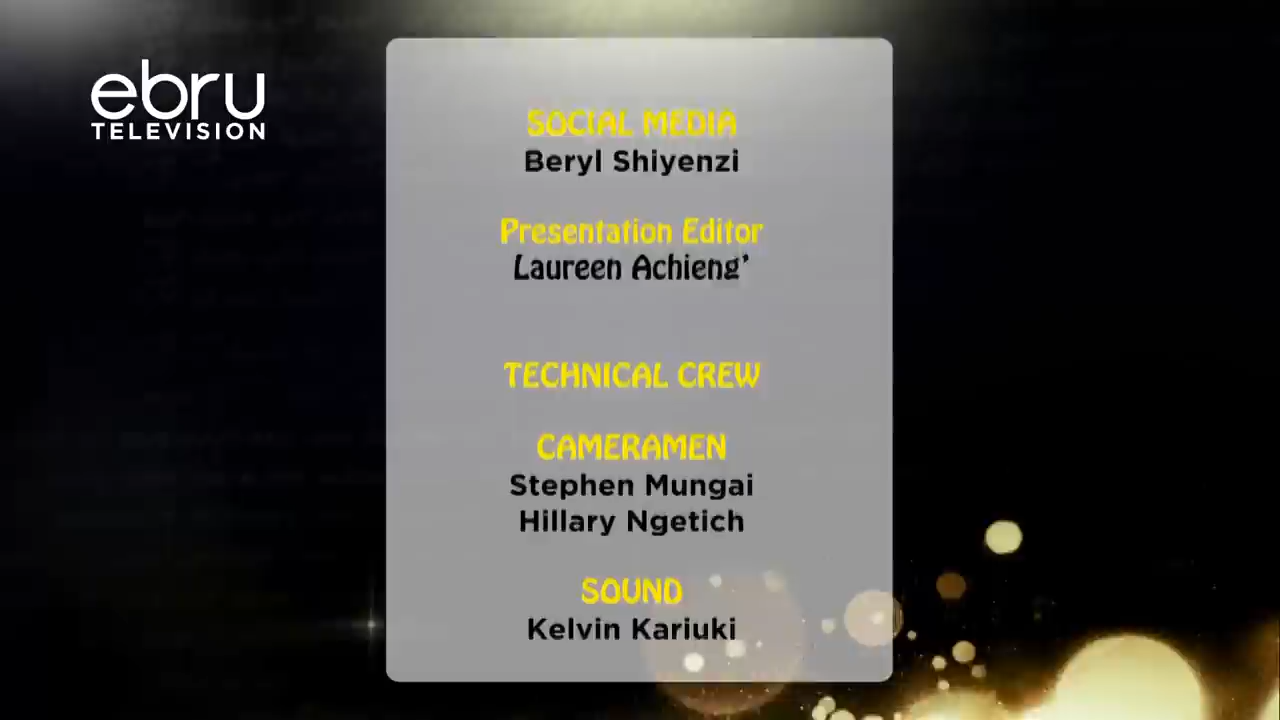 ebru
TELEVISION
SOCIAL MEDIA
Beryl Shiyenzi
Presentation Editor
Laureen Achieng’
TECHNICAL CREW
CAMERAMEN
Stephen Mungai
Hillary Ngetich
SOUND
Kelvin Kariuki